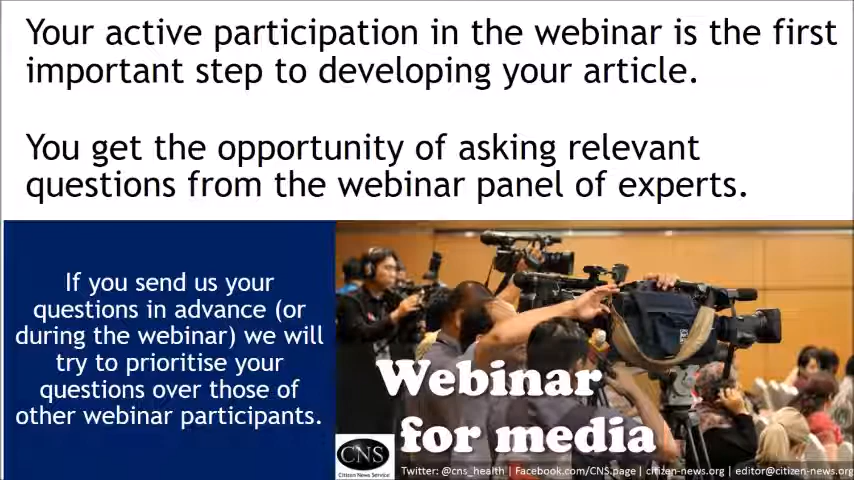 Your active participation in the webinar is the first
important step to developing your article.
You get the opportunity of asking relevant
questions from the webinar panel of experts.
If you send us your
questions in advance (or
during the webinar) we will
try to prioritise your
questions over those of
other webinar participants.
Webinar
for media
CNS
Citizen News Service
Twitter: @cns_health | Facebook.com/CNS.page | citizen-news.org | editor@citizen-news.org